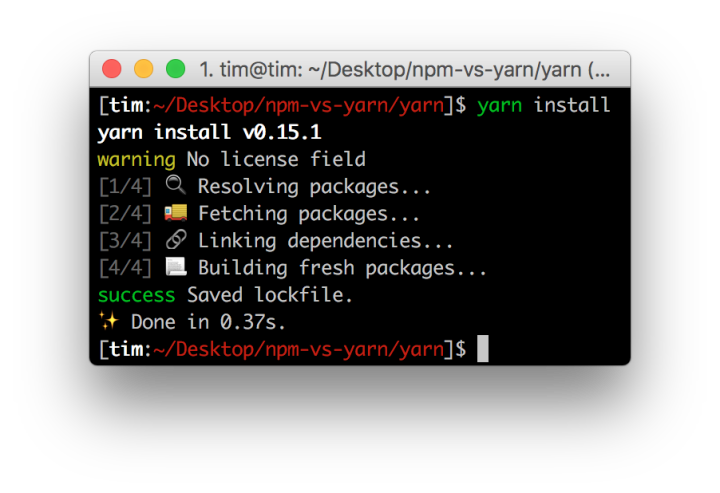 1. tim@tim: ~/Desktop/npm-vs-yarn/yarn (...
[tim:~/Desktop/npm-vs-yarn/yarn]$ yarn install
yarn install v0.15.1
warning No license field
[1/4] 🔍 Resolving packages...
[2/4] 🚚 Fetching packages...
[3/4] 🔗 Linking dependencies...
[4/4] 📃 Building fresh packages...
success Saved lockfile.
✨ Done in 0.37s.
[tim:~/Desktop/npm-vs-yarn/yarn]$